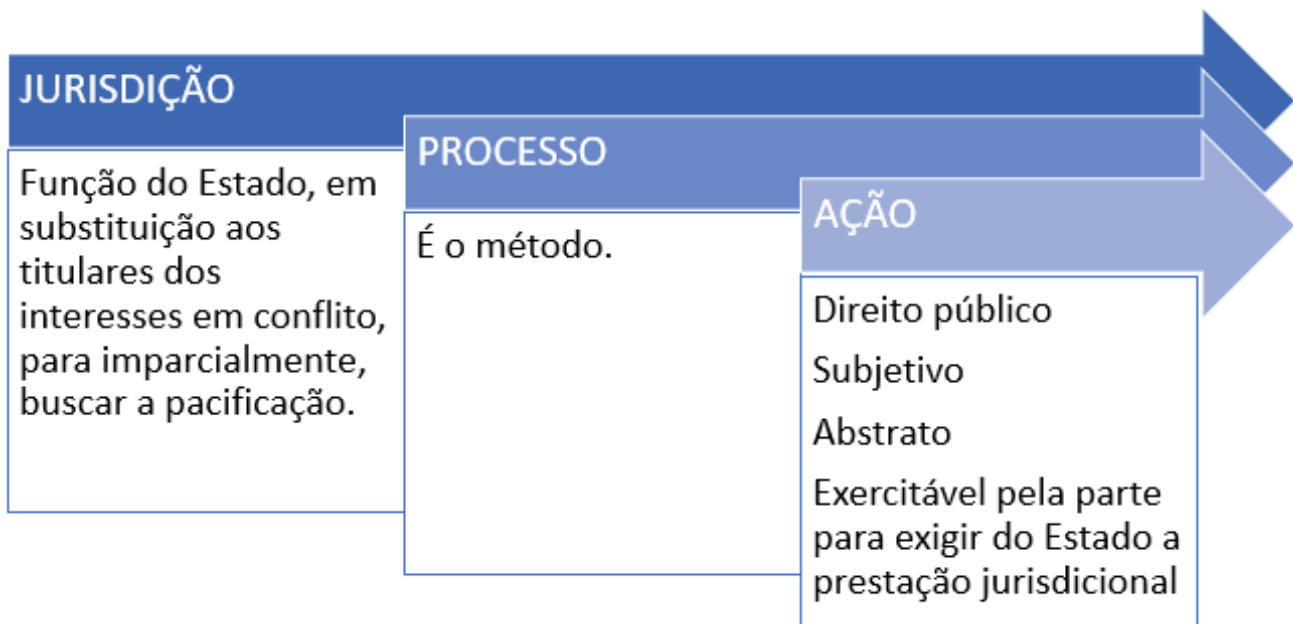 JURISDIÇÃO
Função do Estado, em
substituição aos
titulares dos
interesses em conflito,
para imparcialmente,
buscar a pacificação.
PROCESSO
É o método.
AÇÃO
Direito público
Subjetivo
Abstrato
Exercitável pela parte
para exigir do Estado a
prestação jurisdicional